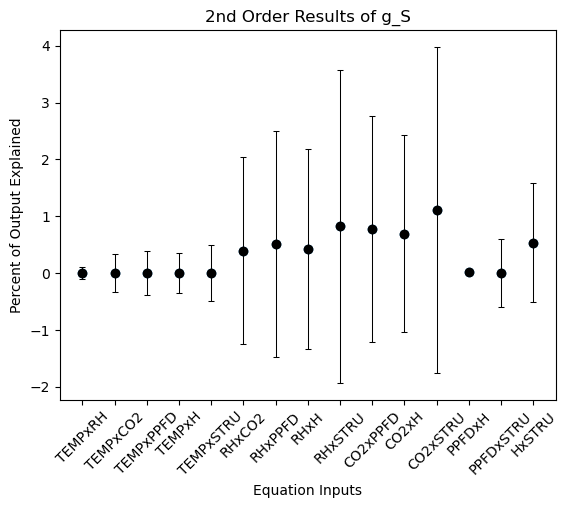 2nd Order Results of g_S
Percent of Output Explained
4
3
2
1
0
−1
−2
TEMPxRH
TEMPxCO2
TEMPxPPFD
TEMPxH
TEMPxSTRU
RHxCO2
RHxPPFD
RHxH
RHxSTRU
CO2xPPFD
CO2xH
CO2xSTRU
PPFDxH
PPFDxSTRU
HxSTRU
Equation Inputs